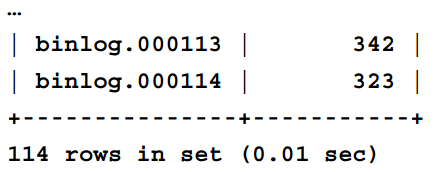 …
| binlog.000113 |       342 |
| binlog.000114 |       323 |
+---------------+-----------+
114 rows in set (0.01 sec)